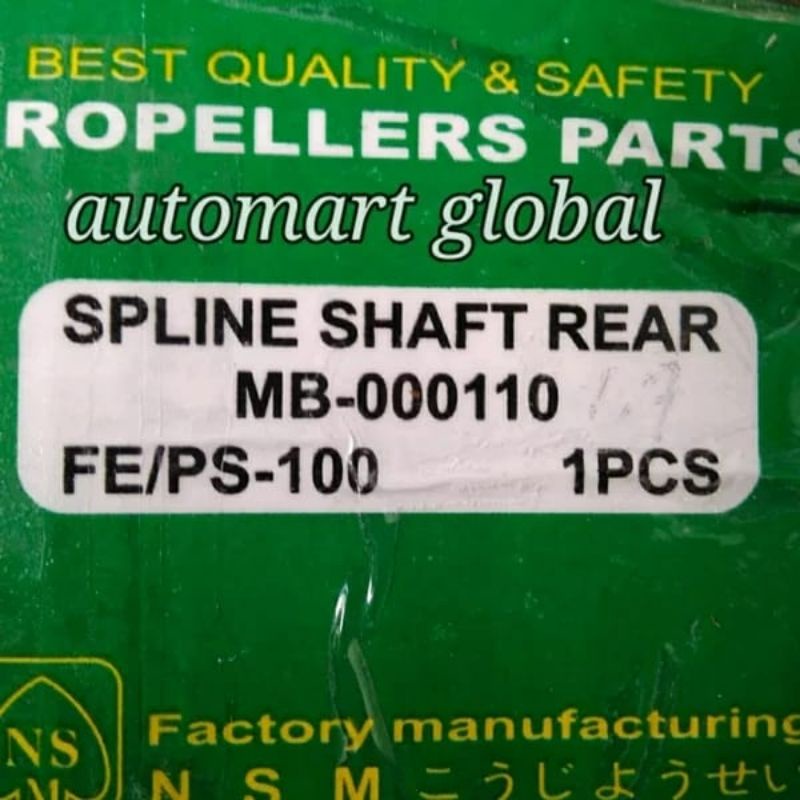 BEST QUALITY & SAFETY
ROPELLERS PARTS
automart global
SPLINE SHAFT REAR
MB-000110
FE/PS-100 1PCS
NS
M
Factory manufacturing
N S M こうじようせい